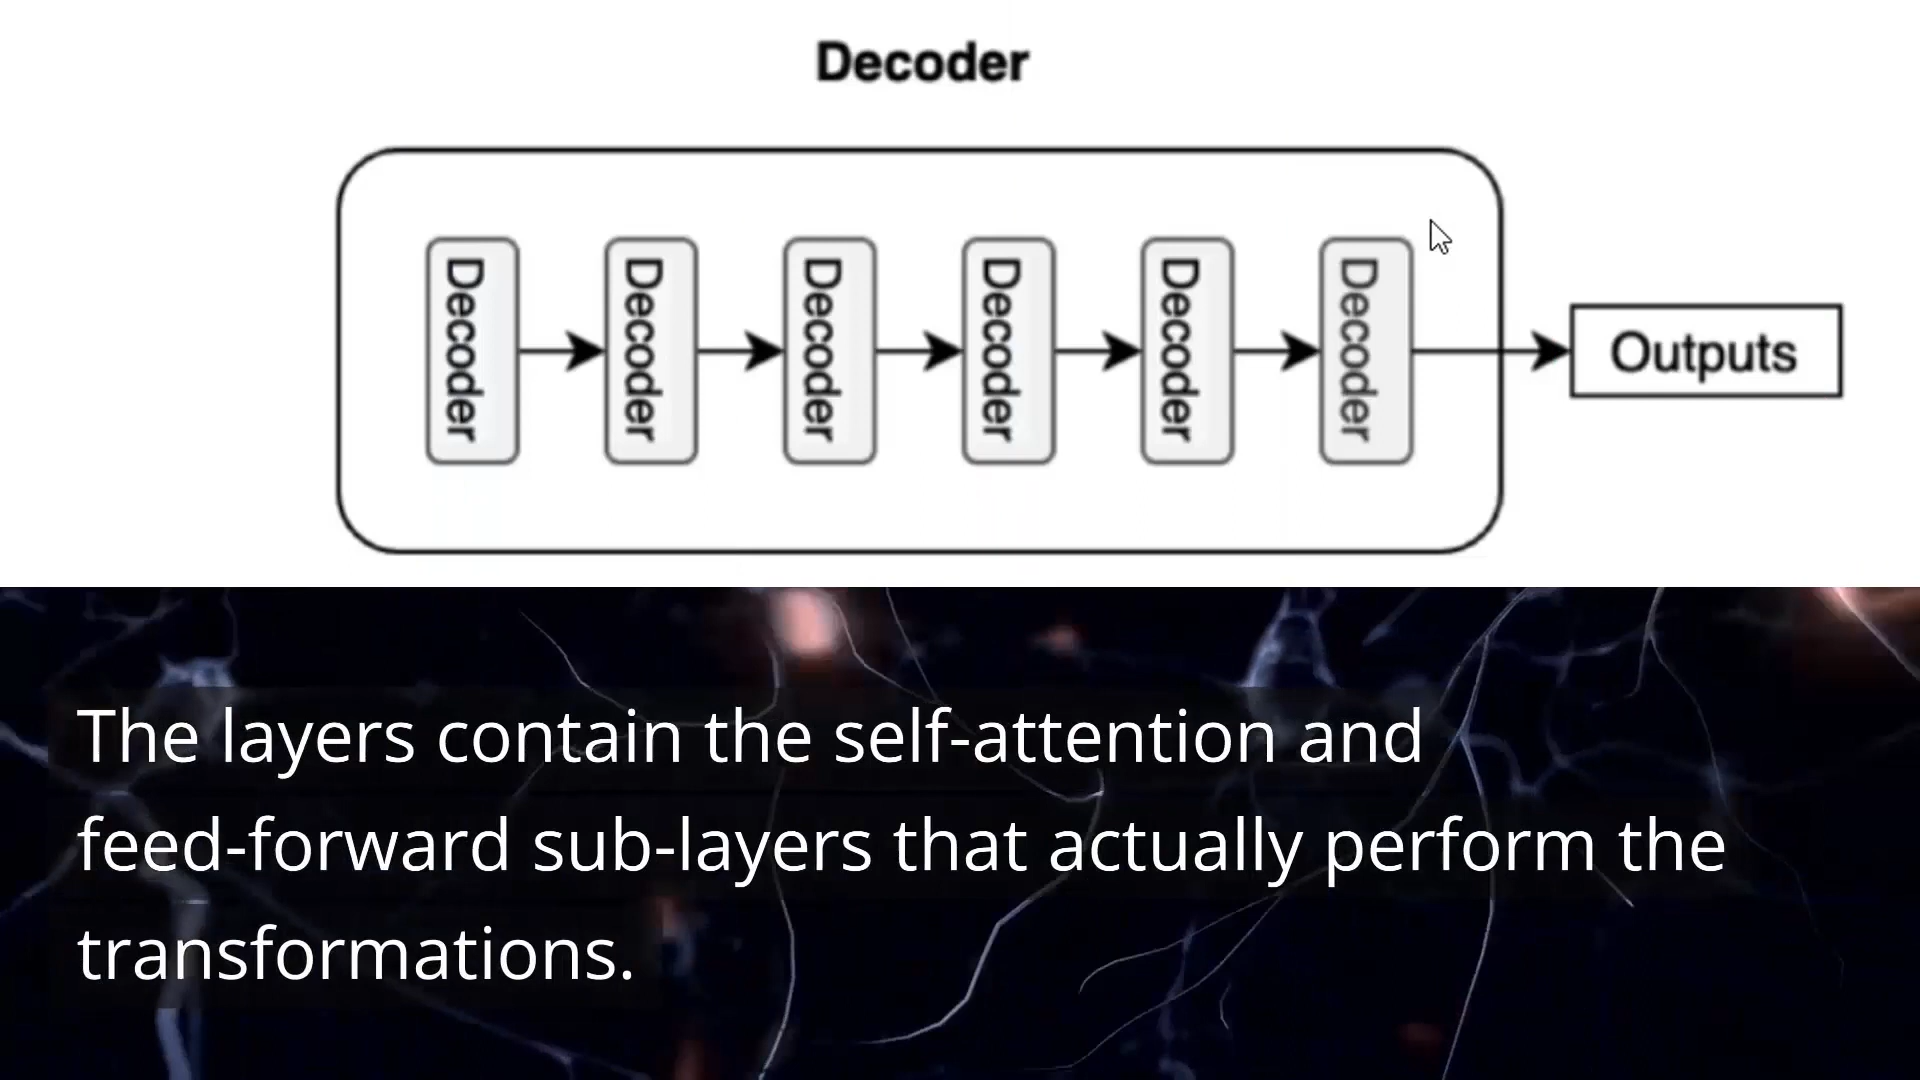 Decoder
Decoder
Decoder
Decoder
Decoder
Decoder
Decoder
Outputs
The layers contain the self-attention and
feed-forward sub-layers that actually perform the
transformations.